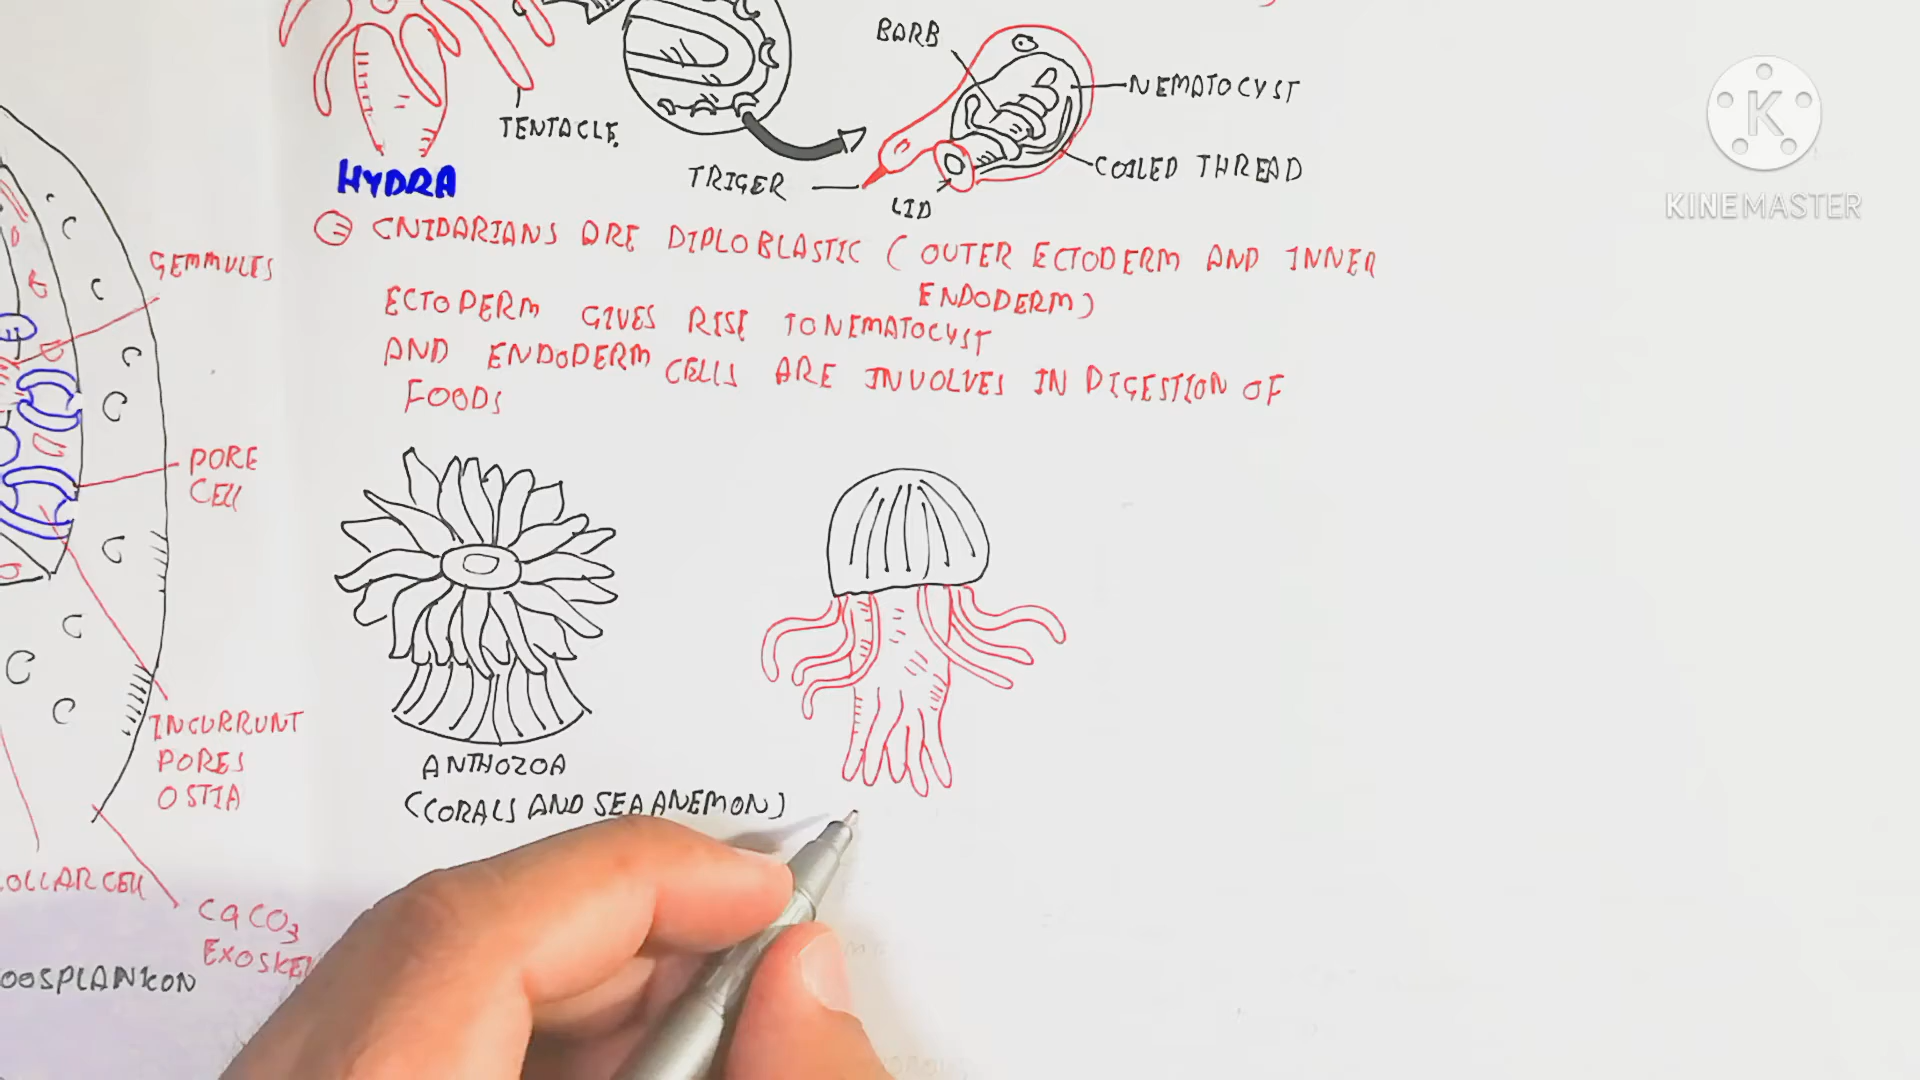 BARB
NEMATOCYST
TENTACLE.
COILED THREAD
HYDRA
TRIGER
LID
CNIDARIANS ARE DIPLOBLASTIC (OUTER ECTODERM AND INNER
ENDODERM)
ECTOPERM GIVES RISE TO NEMATOCYST
AND ENDODERM CELLS ARE INVOLVES IN DIGESTION OF
FOODS
GEMMULES
PORE
CELL
INCURRUNT
PORES
OSTIA
ANTHOZOA
(CORALS AND SEA ANEMON)
OLLAR CELL
CaCO3
EXOSKE
OOSPLANKON
K
KINEMASTER